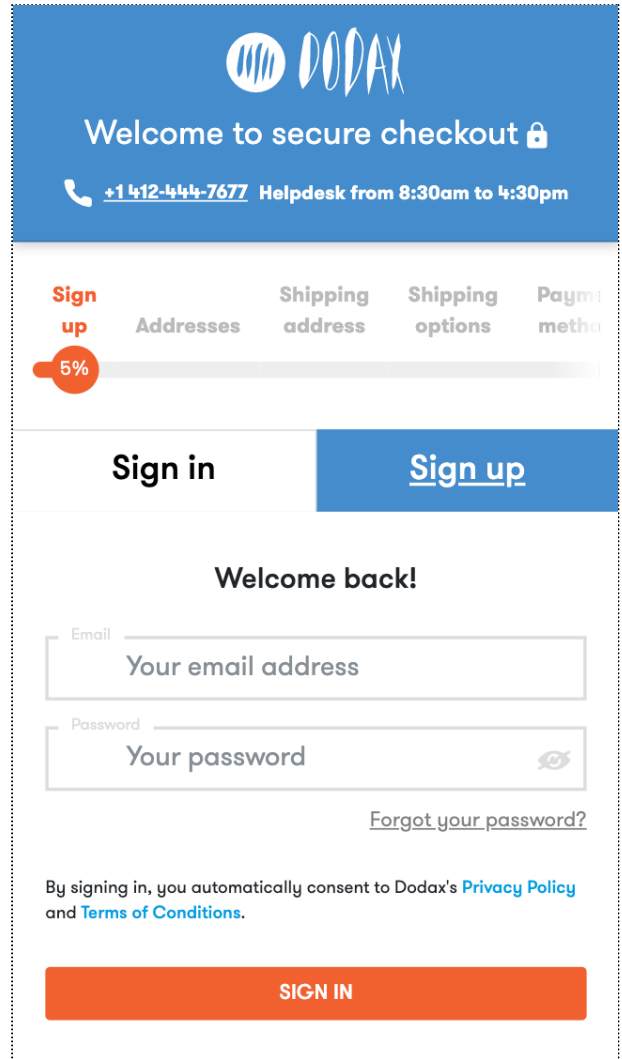 DODAX
Welcome to secure checkout
+1 412-444-7677 Helpdesk from 8:30am to 4:30pm
Sign up
Addresses
Shipping address
Shipping options
Paym
metho
5%
Sign in
Sign up
Welcome back!
Email
Your email address
Password
Your password
Forgot your password?
By signing in, you automatically consent to Dodax's Privacy Policy
and Terms of Conditions.
SIGN IN